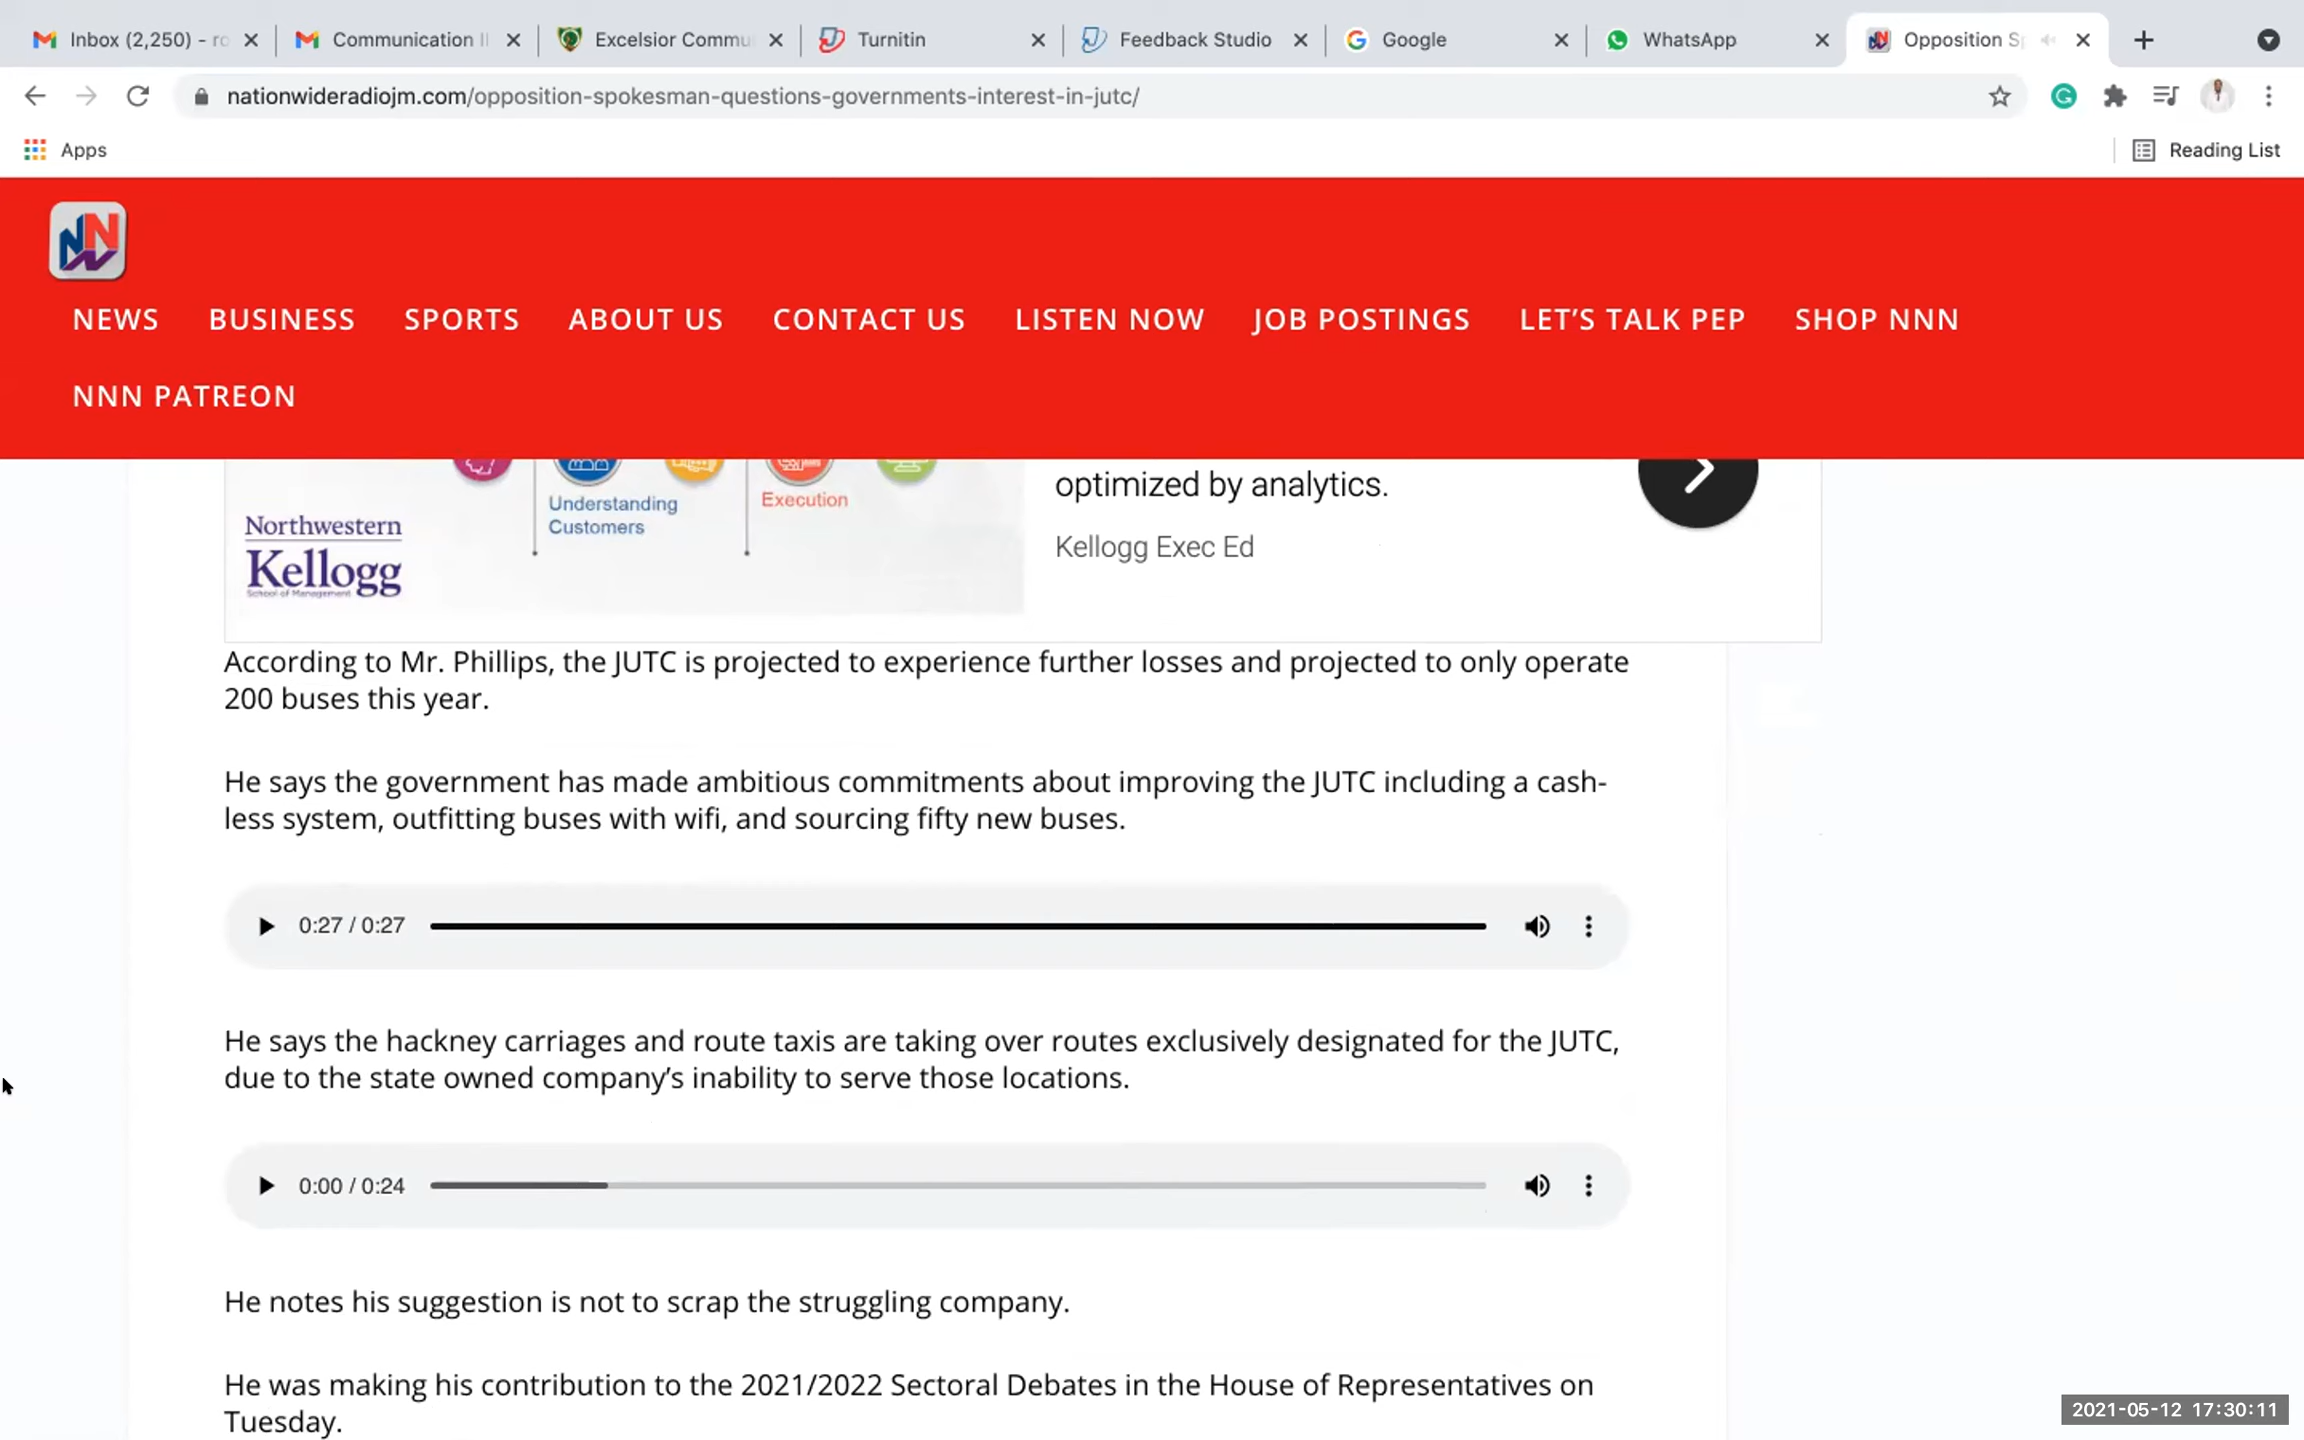 Inbox (2,250) - ro
Communication II
Excelsior Commu
Turnitin
Feedback Studio
Google
WhatsApp
Opposition Sp
nationwideradiojm.com/opposition-spokesman-questions-governments-interest-in-jutc/
Apps
Reading List
NEWS BUSINESS SPORTS ABOUT US CONTACT US LISTEN NOW JOB POSTINGS LET'S TALK PEP SHOP NNN
NNN PATREON
Understanding
Customers
Execution
Northwestern
Kellogg
School of Management
optimized by analytics.
Kellogg Exec Ed
According to Mr. Phillips, the JUTC is projected to experience further losses and projected to only operate
200 buses this year.
He says the government has made ambitious commitments about improving the JUTC including a cash-
less system, outfitting buses with wifi, and sourcing fifty new buses.
0:27 / 0:27
He says the hackney carriages and route taxis are taking over routes exclusively designated for the JUTC,
due to the state owned company's inability to serve those locations.
0:00 / 0:24
He notes his suggestion is not to scrap the struggling company.
He was making his contribution to the 2021/2022 Sectoral Debates in the House of Representatives on
Tuesday.
2021-05-12 17:30:11